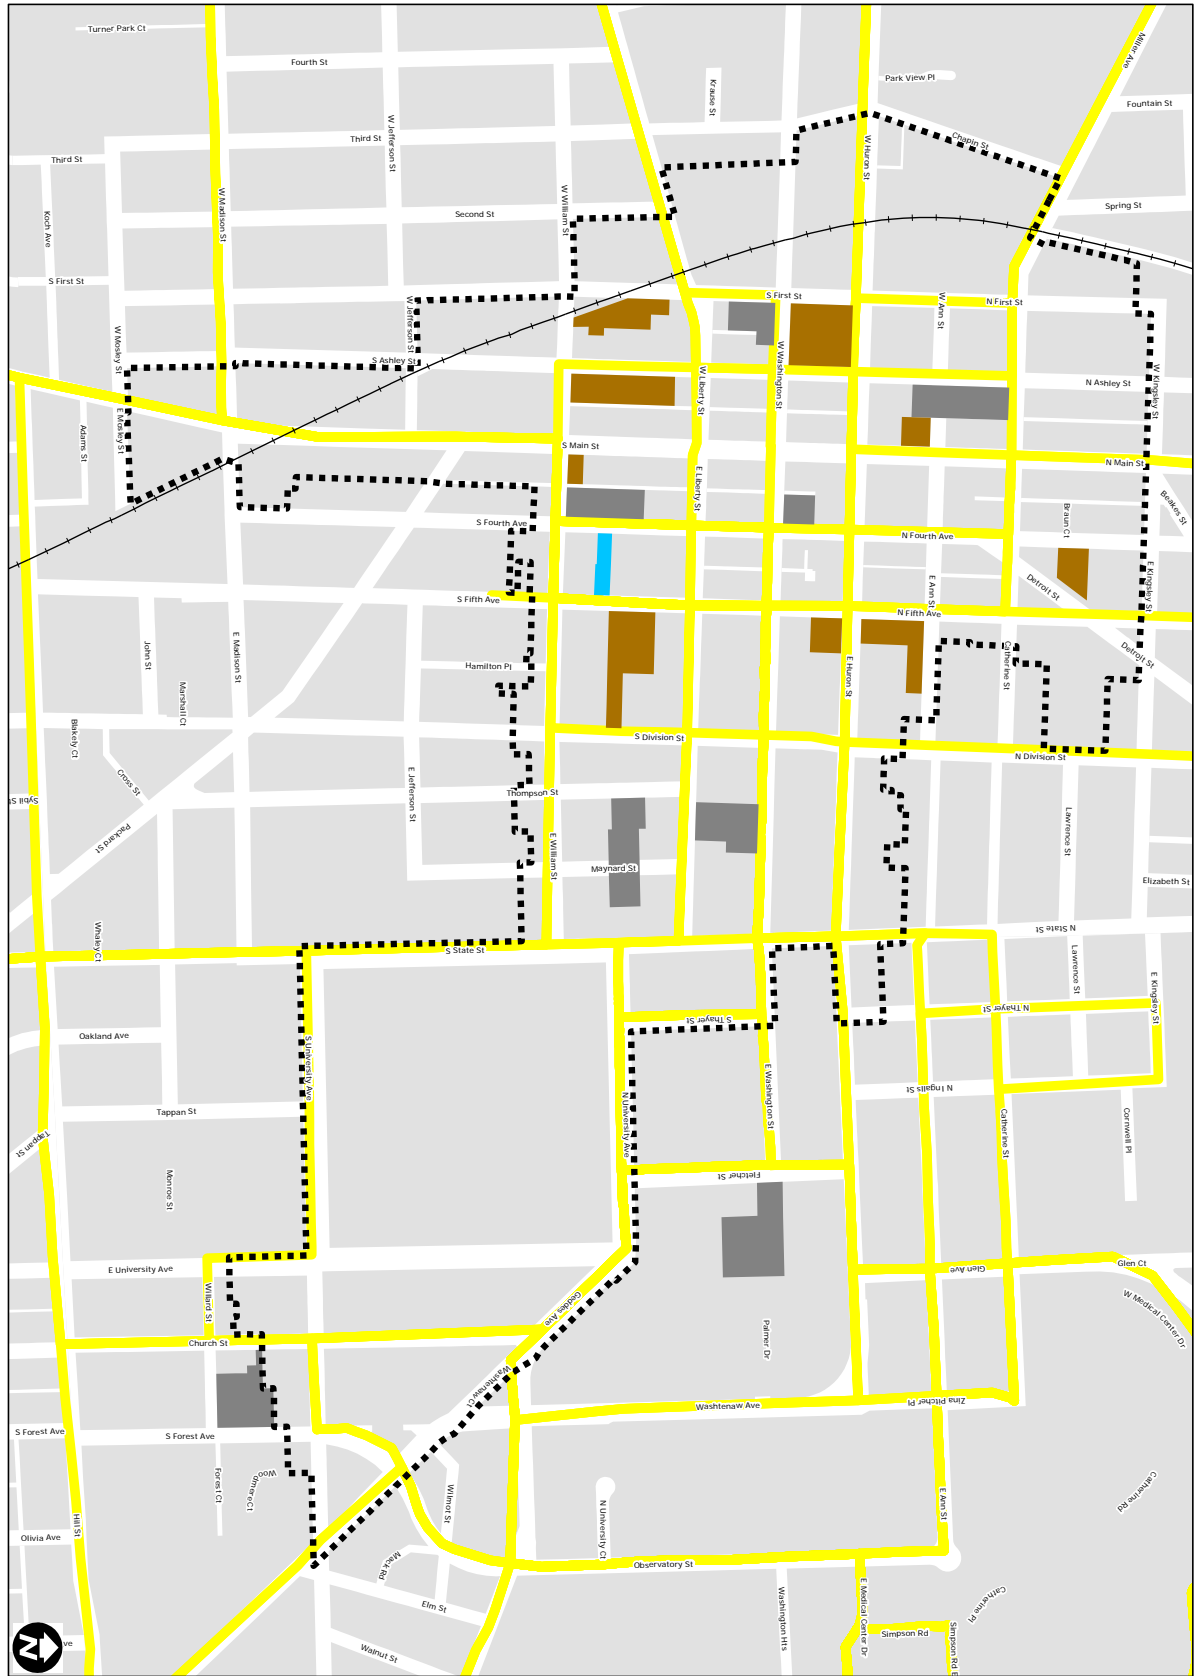 Turner Park Ct
Fourth St
Krause St
Park View Pl
Miller Ave
Fountain St
W Jefferson St
Third St
Third St
W Huron St
Chapin St
W Madison St
Koch Ave
Second St
W William St
Spring St
S First St
S First St
W Ann St
N First St
W Mosley St
W Jefferson St
S Ashley St
W Washington St
W Liberty St
N Ashley St
W Kingsley St
Adams St
E Mosley St
S Main St
N Main St
E Liberty St
Beakes St
Braun Ct
S Fourth Ave
N Fourth Ave
E Ann St
Detroit St
E Kingsley St
S Fifth Ave
N Fifth Ave
John St
E Madison St
Hamilton Pl
E Huron St
Catherine St
Detroit St
Marshall Ct
Blakely Ct
S Division St
N Division St
Cross St
E Jefferson St
Thompson St
Sybil St
Packard St
Lawrence St
E William St
Maynard St
Elizabeth St
Whaley Ct
S State St
N State St
Lawrence St
E Kingsley St
Oakland Ave
S University Ave
S Thayer St
N Thayer St
E Washington St
N University Ave
N Ingalls St
Tappan St
Tappan St
Catherine St
Cornwell Pl
Monroe St
Fletcher St
E University Ave
Glen Ave
Glen Ct
Willard St
Geddes Ave
W Medical Center Dr
Church St
Palmer Dr
Washtenaw Ct
Washtenaw Ave
Zina Pitcher Pl
S Forest Ave
S Forest Ave
Forest Ct
Woodmere Ct
Wilmot St
N University Ct
E Ann St
Catherine Rd
Hill St
Olivia Ave
Mack Rd
Observatory St
Elm St
Washington Hts
E Medical Center Dr
Catherine Pl
Simpson Rd
Simpson Rd E
Walnut St
ve
N